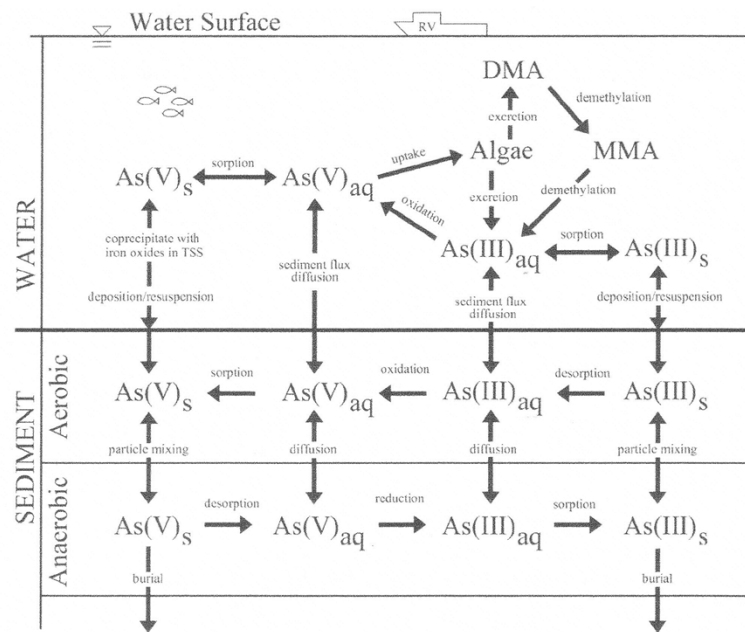 Water Surface
RV
DMA
demethylation
excretion
Algae
MMA
uptake
sorption
As(V)s
As(V)aq
excretion
demethylation
oxidation
sorption
As(III)aq
As(III)s
coprecipitate with
iron oxides in TSS
sediment flux
diffusion
deposition/resuspension
sediment flux
diffusion
deposition/resuspension
WATER
SEDIMENT
Aerobic
sorption
oxidation
desorption
As(V)s
As(V)aq
As(III)aq
As(III)s
particle mixing
diffusion
diffusion
particle mixing
Anaerobic
desorption
reduction
sorption
As(V)s
As(V)aq
As(III)aq
As(III)s
burial
burial